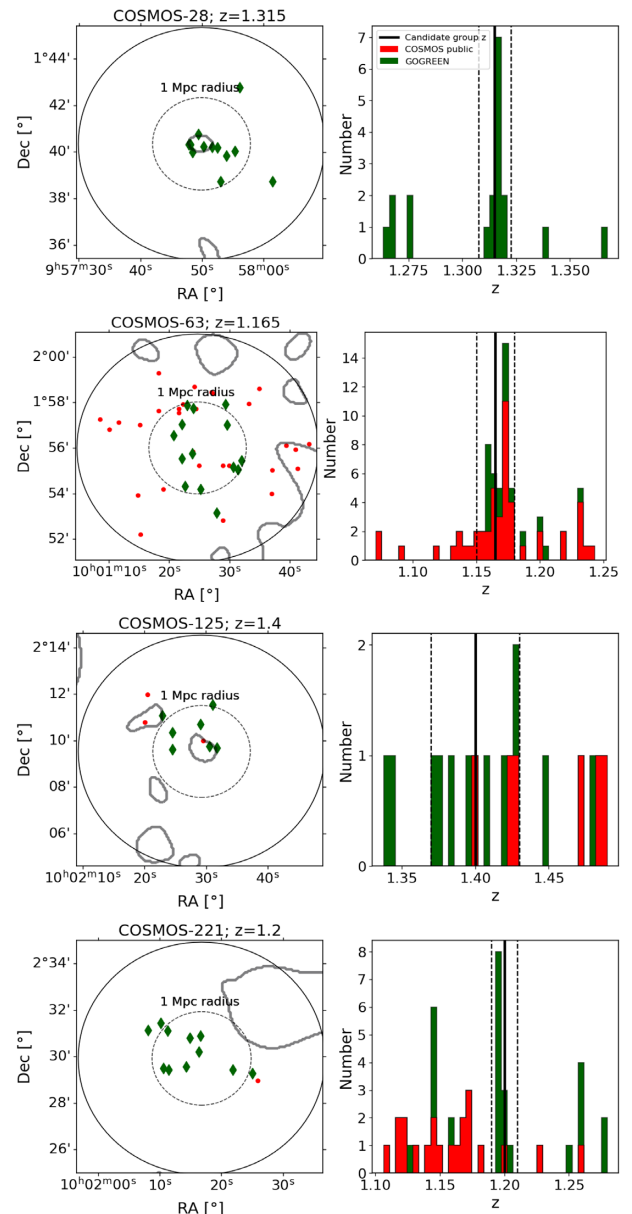 COSMOS-28; z=1.315
1 Mpc radius
Dec [°]
1°44'
42'
40'
38'
36'
9ʰ57ᵐ30ˢ 40ˢ 50ˢ 58ᵐ00ˢ
RA [°]
Candidate group z
COSMOS public
GOGREEN
Number
7
6
5
4
3
2
1
0
1.275 1.300 1.325 1.350
z
COSMOS-63; z=1.165
1 Mpc radius
Dec [°]
2°00'
1°58'
56'
54'
52'
10ʰ01ᵐ10ˢ 20ˢ 30ˢ 40ˢ
RA [°]
Number
14
12
10
8
6
4
2
0
1.10 1.15 1.20 1.25
z
COSMOS-125; z=1.4
1 Mpc radius
Dec [°]
2°14'
12'
10'
08'
06'
10ʰ02ᵐ10ˢ 20ˢ 30ˢ 40ˢ
RA [°]
Number
2
1
0
1.35 1.40 1.45
z
COSMOS-221; z=1.2
1 Mpc radius
Dec [°]
2°34'
32'
30'
28'
26'
10ʰ02ᵐ00ˢ 10ˢ 20ˢ 30ˢ
RA [°]
Number
8
7
6
5
4
3
2
1
0
1.10 1.15 1.20 1.25
z